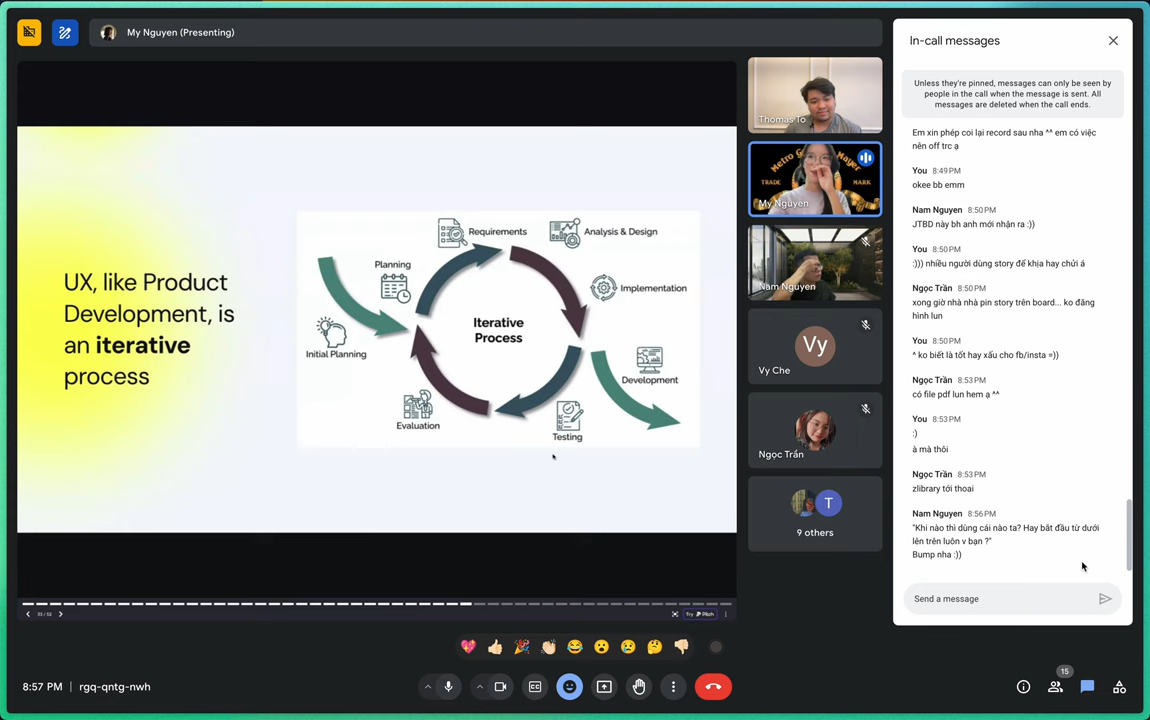 My Nguyen (Presenting)
UX, like Product
Development, is
an iterative
process
Requirements
Analysis & Design
Planning
Implementation
Iterative
Process
Initial Planning
Development
Evaluation
Testing
Try Pitch
Thomas To
Metro G
Mayer
TRADE
MARK
My Nguyen
Nam Nguyen
Vy
Vy Che
Ngọc Trần
T
9 others
In-call messages
Unless they're pinned, messages can only be seen by
people in the call when the message is sent. All
messages are deleted when the call ends.
Em xin phép coi lại record sau nha ^^ em có việc
nên off trc ạ
You 8:49 PM
okee bb emm
Nam Nguyen 8:50 PM
JTBD này bh anh mới nhận ra :))
You 8:50 PM
:))) nhiều người dùng story để khịa hay chửi á
Ngọc Trần 8:50 PM
xong giờ nhà nhà pin story trên board... ko đăng
hình lun
You 8:50 PM
^ ko biết là tốt hay xấu cho fb/insta =))
Ngọc Trần 8:53 PM
có file pdf lun hem ạ ^^
You 8:53 PM
:)
à mà thôi
Ngọc Trần 8:53 PM
zlibrary tới thoai
Nam Nguyen 8:56 PM
"Khi nào thì dùng cái nào ta? Hay bắt đầu từ dưới
lên trên luôn v bạn ?"
Bump nha :))
Send a message
8:57 PM | rgq-qntg-nwh
15